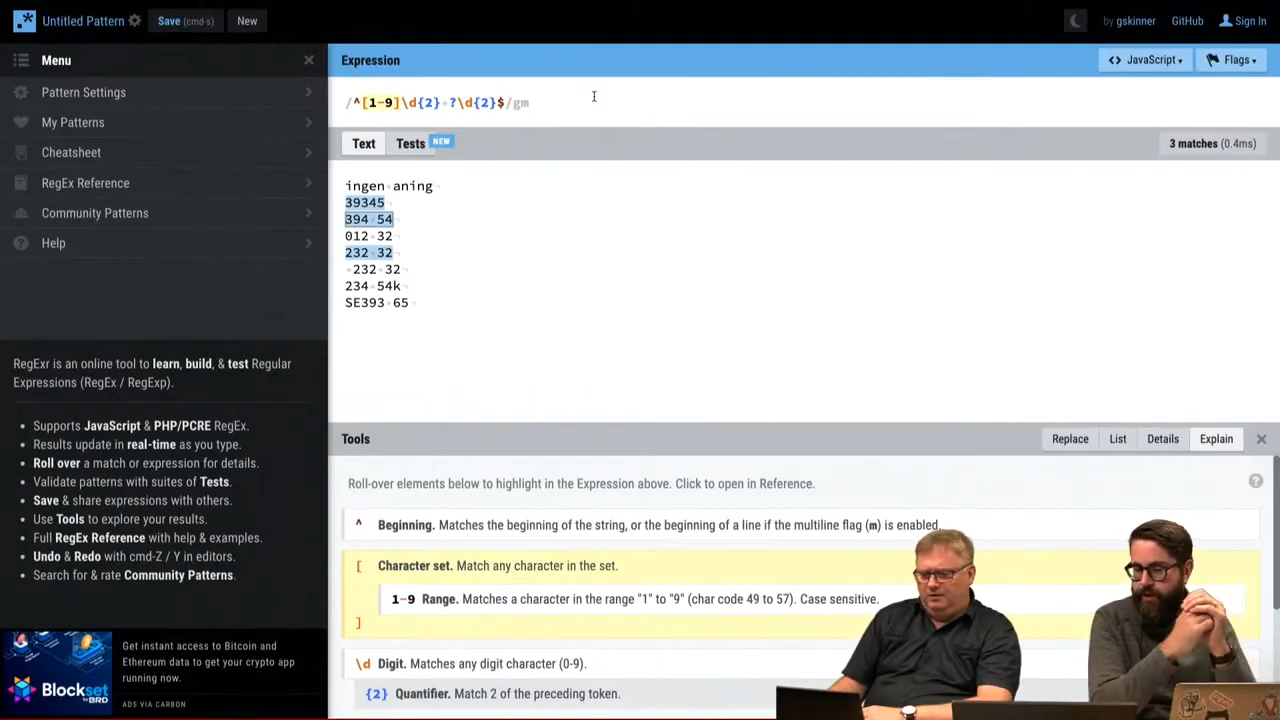 Untitled Pattern Save (cmd-s) New by gskinner GitHub Sign In
Menu
Pattern Settings
My Patterns
Cheatsheet
RegEx Reference
Community Patterns
Help
RegExr is an online tool to learn, build, & test Regular
Expressions (RegEx / RegExp).
Supports JavaScript & PHP/PCRE RegEx.
Results update in real-time as you type.
Roll over a match or expression for details.
Validate patterns with suites of Tests.
Save & share expressions with others.
Use Tools to explore your results.
Full RegEx Reference with help & examples.
Undo & Redo with cmd-Z / Y in editors.
Search for & rate Community Patterns.
Blockset
by BRD
Get instant access to Bitcoin and
Ethereum data to get your crypto app
running now.
ADS VIA CARBON
Expression JavaScript Flags
/^[1-9]\d{2} ?\d{2}$/gm
Text Tests NEW 3 matches (0.4ms)
ingen aning
39345
394 54
012 32
232 32
 232 32
234 54k
SE393 65
Tools Replace List Details Explain
Roll-over elements below to highlight in the Expression above. Click to open in Reference.
^ Beginning. Matches the beginning of the string, or the beginning of a line if the multiline flag (m) is enabled.
[ Character set. Match any character in the set.
1-9 Range. Matches a character in the range "1" to "9" (char code 49 to 57). Case sensitive.
]
\d Digit. Matches any digit character (0-9).
{2} Quantifier. Match 2 of the preceding token.